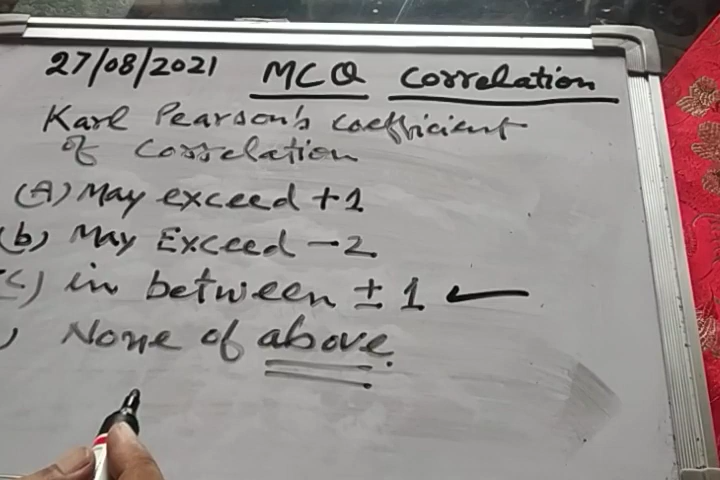 27/08/2021 MCQ Correlation
Karl Pearson's coefficient
of correlation
(A) May exceed +1
(b) May Exceed -2
(C) in between ± 1
) None of above.